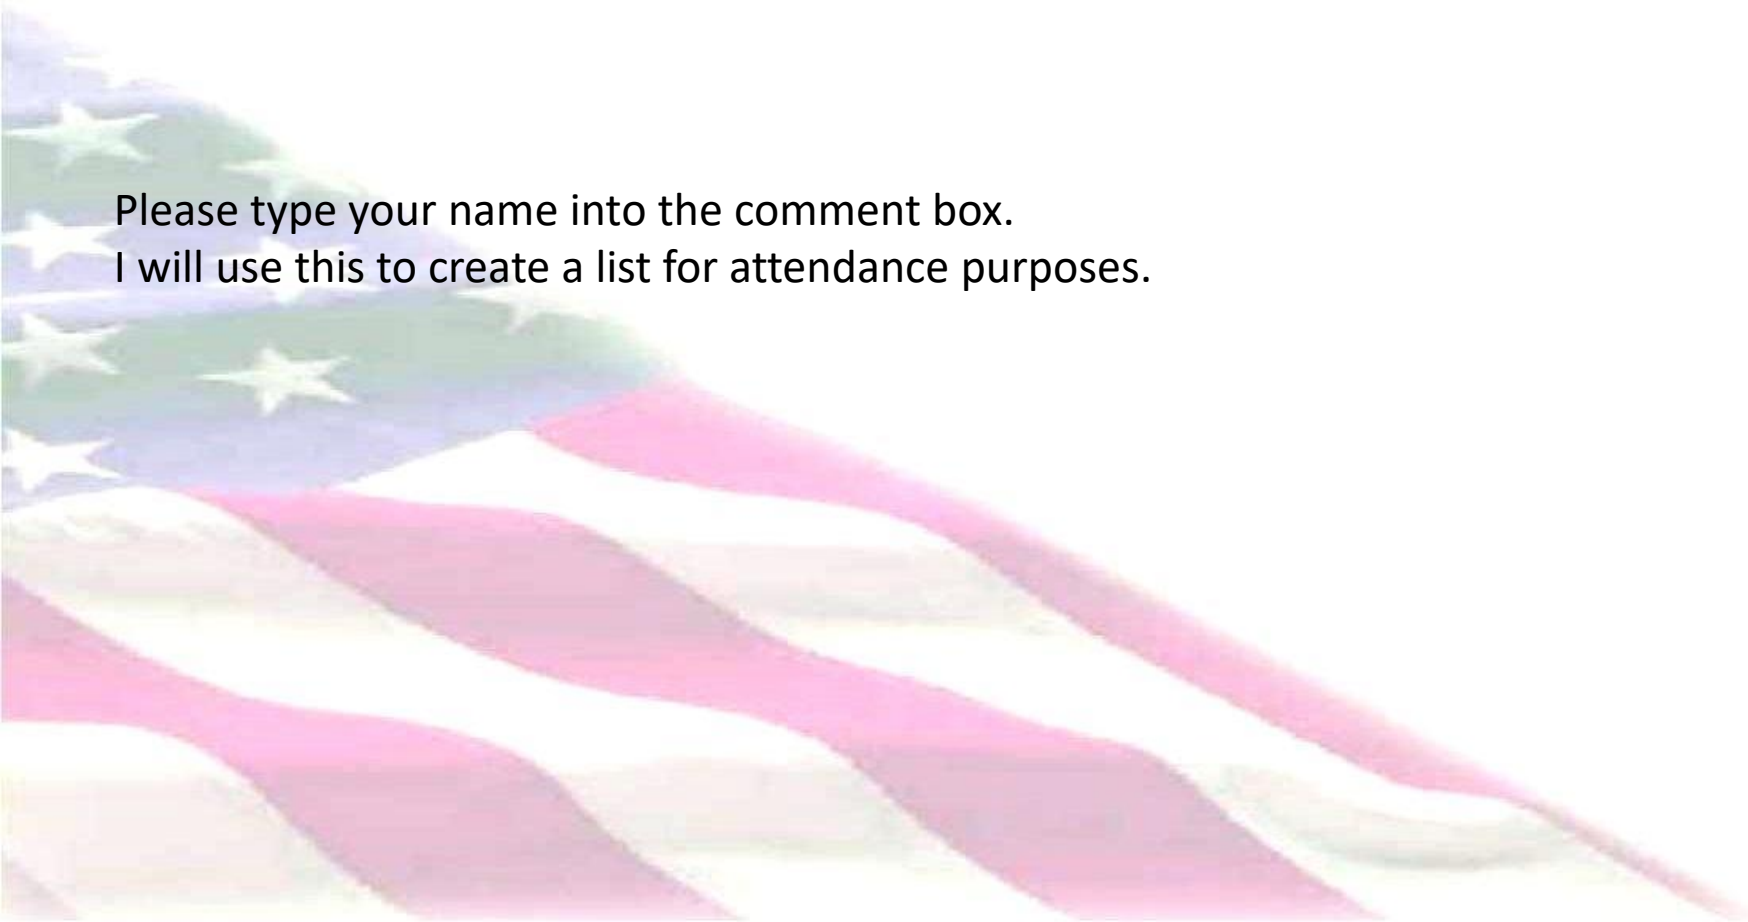 Please type your name into the comment box.
I will use this to create a list for attendance purposes.